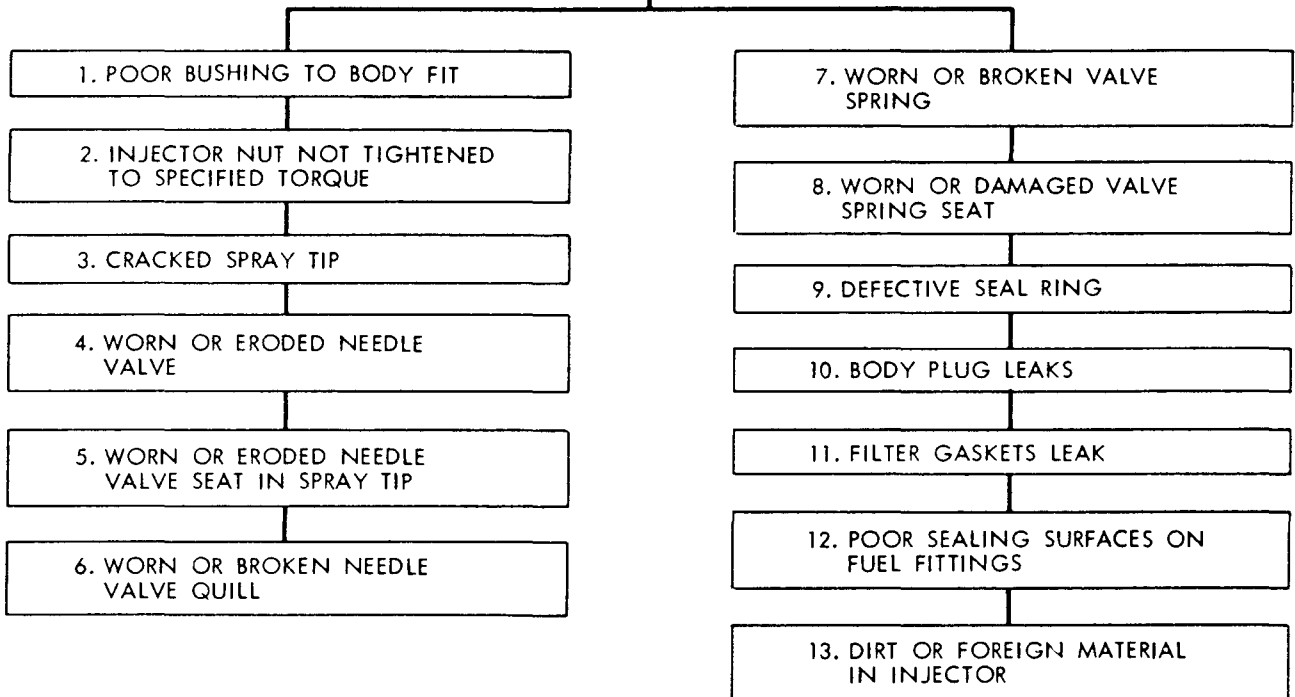 1. POOR BUSHING TO BODY FIT
2. INJECTOR NUT NOT TIGHTENED
TO SPECIFIED TORQUE
3. CRACKED SPRAY TIP
4. WORN OR ERODED NEEDLE
VALVE
5. WORN OR ERODED NEEDLE
VALVE SEAT IN SPRAY TIP
6. WORN OR BROKEN NEEDLE
VALVE QUILL
7. WORN OR BROKEN VALVE
SPRING
8. WORN OR DAMAGED VALVE
SPRING SEAT
9. DEFECTIVE SEAL RING
10. BODY PLUG LEAKS
11. FILTER GASKETS LEAK
12. POOR SEALING SURFACES ON
FUEL FITTINGS
13. DIRT OR FOREIGN MATERIAL
IN INJECTOR